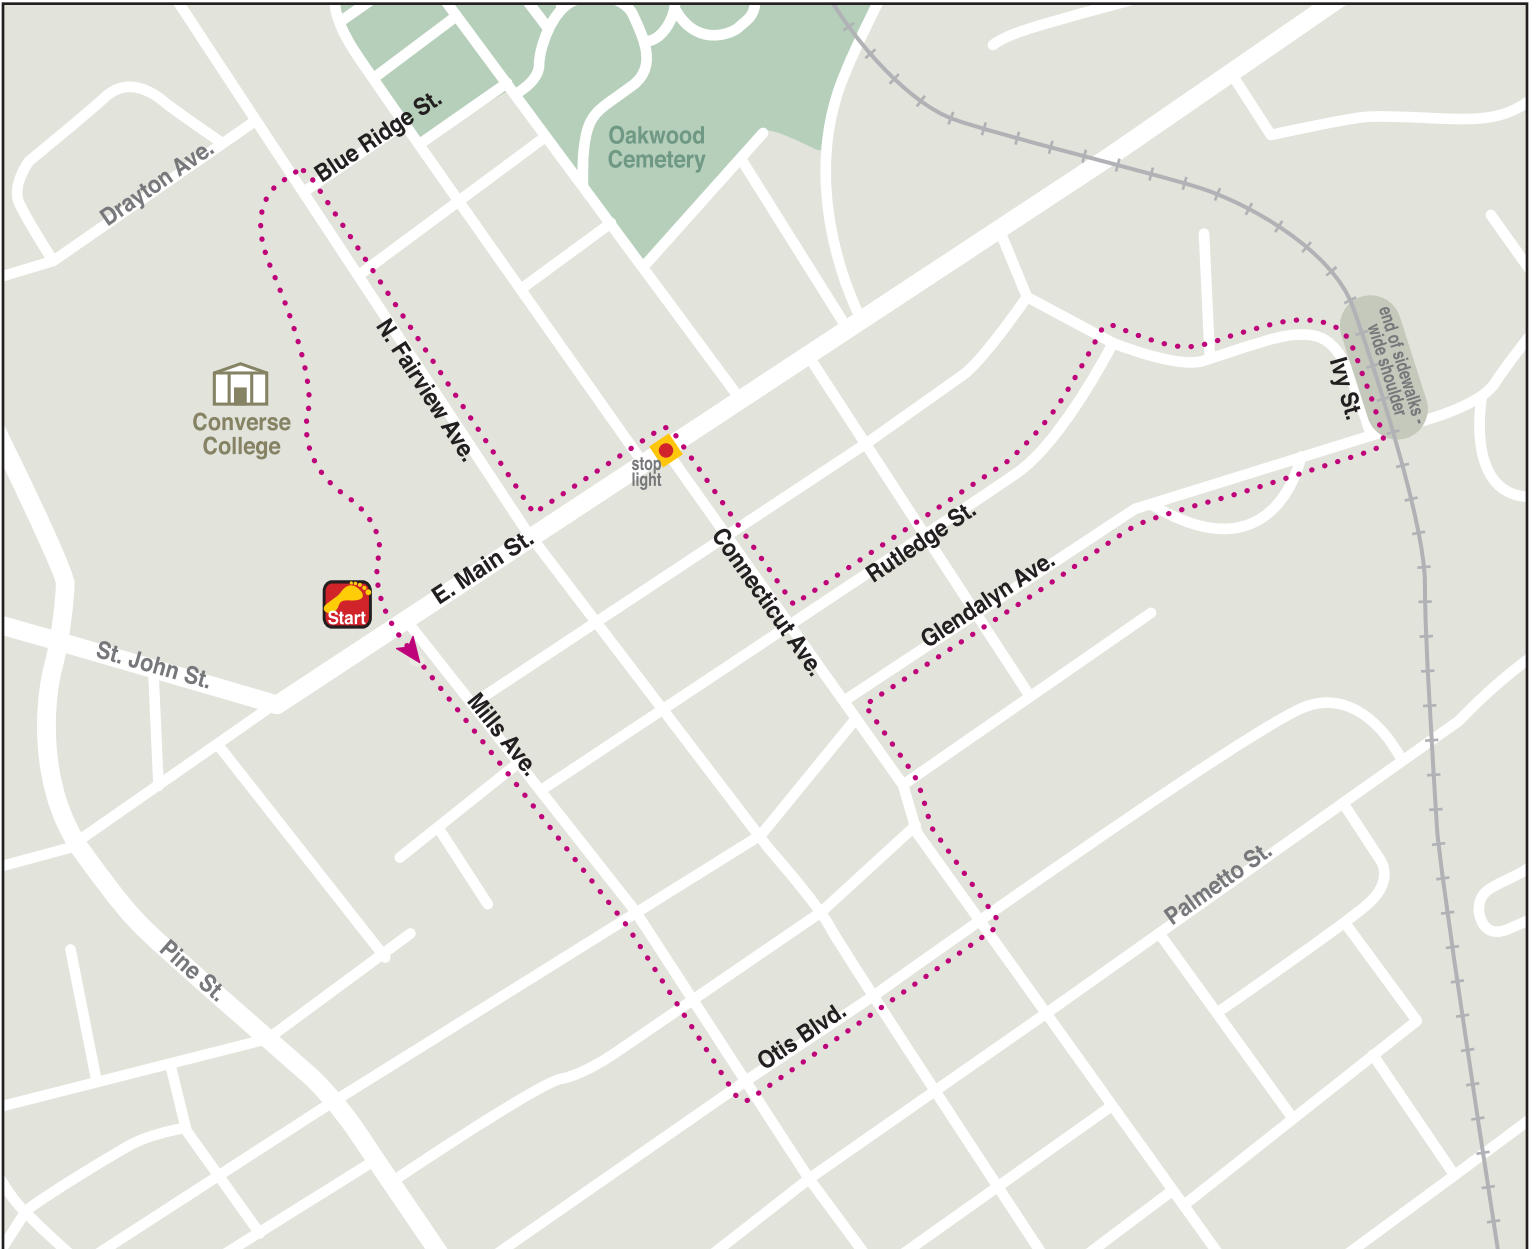 Blue Ridge St.
Oakwood
Cemetery
Drayton Ave.
N. Fairview Ave.
end of sidewalks -
wide shoulder
Ivy St.
Converse
College
stop
light
E. Main St.
Connecticut Ave.
Rutledge St.
Glendalyn Ave.
Start
St. John St.
Mills Ave.
Palmetto St.
Pine St.
Otis Blvd.